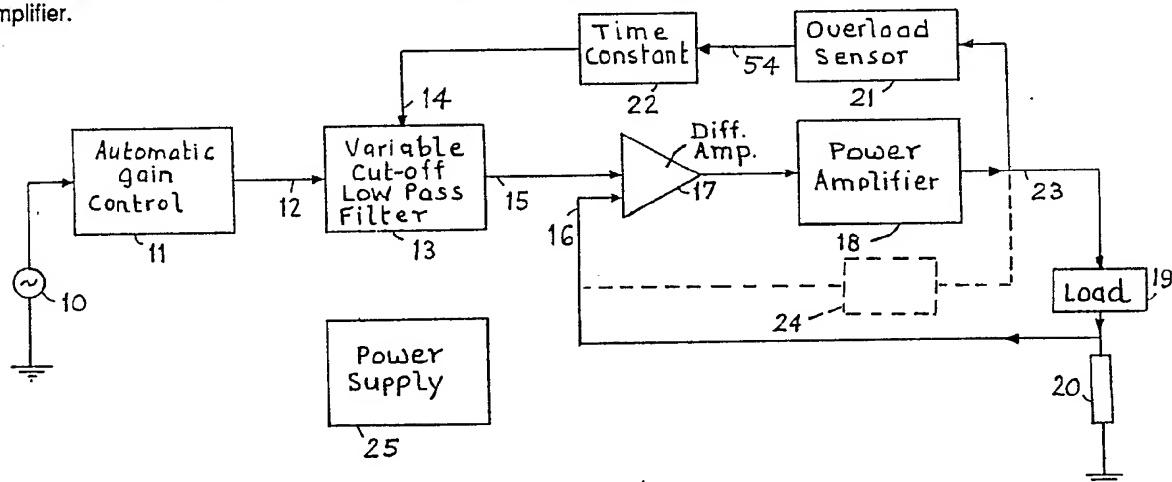 mplifier.
Time
Constant
22
54
Overload
Sensor
21
14
Automatic
gain
Control
11
12
Variable
Cut-off
Low Pass
Filter
13
15
16
Diff.
Amp.
17
Power
Amplifier
18
23
10
24
Load
19
20
Power
Supply
25